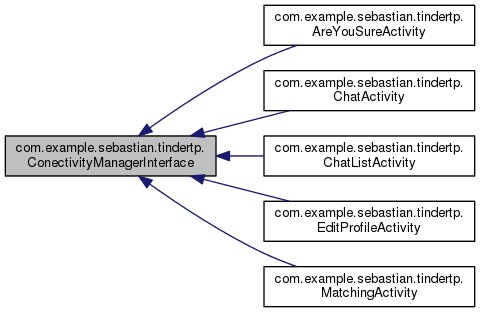 com.example.sebastian.tindertp.
AreYouSureActivity
com.example.sebastian.tindertp.
ChatActivity
com.example.sebastian.tindertp.
ConectivityManagerInterface
com.example.sebastian.tindertp.
ChatListActivity
com.example.sebastian.tindertp.
EditProfileActivity
com.example.sebastian.tindertp.
MatchingActivity